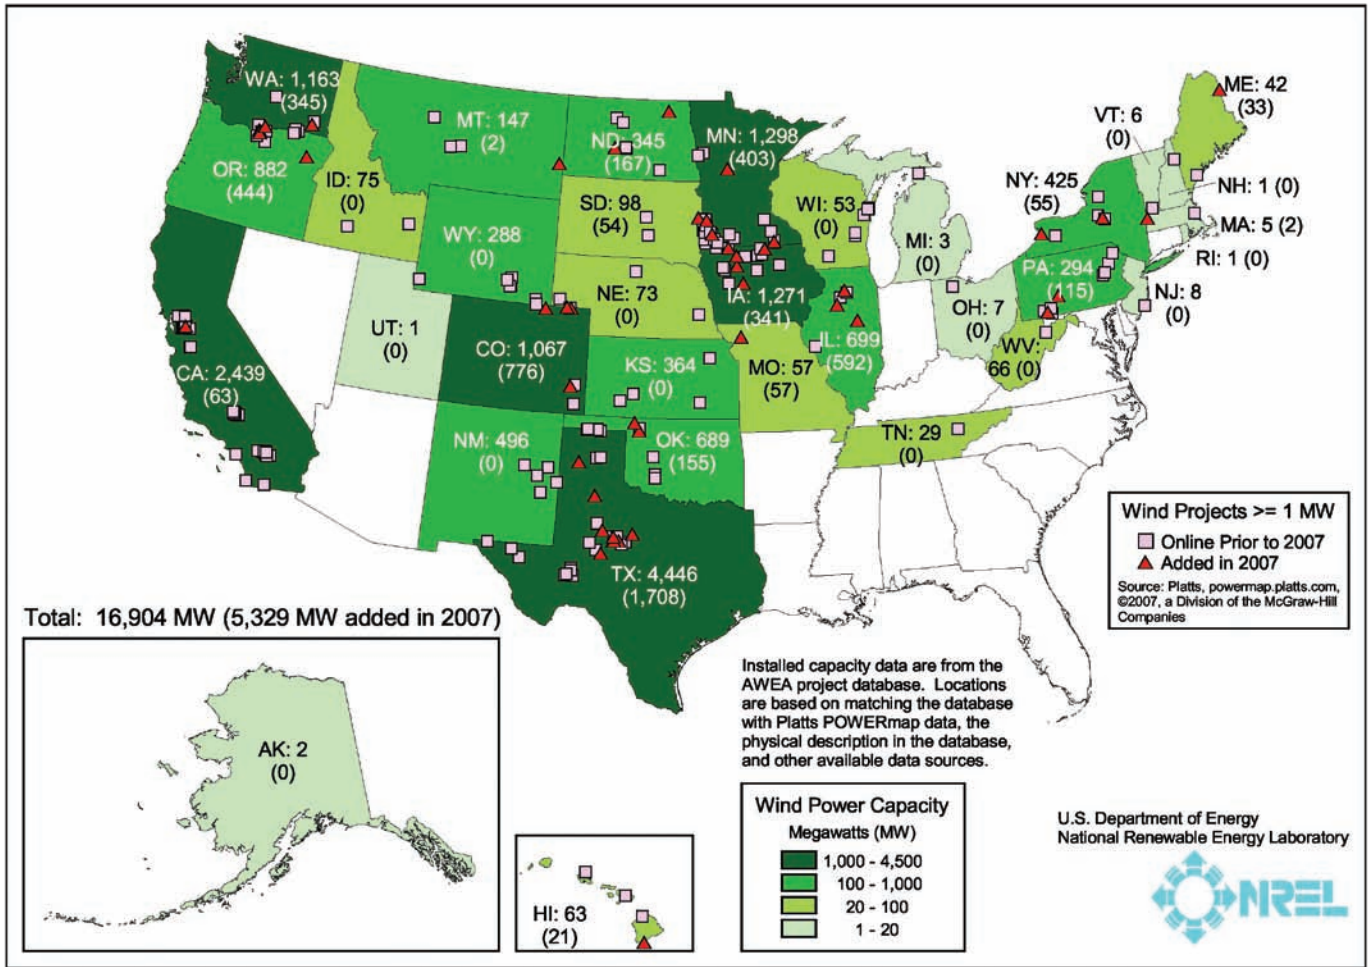 WA: 1,163
(345)
MT: 147
(2)
ND: 345
(167)
MN: 1,298
(403)
ME: 42
(33)
VT: 6
(0)
OR: 882
(444)
ID: 75
(0)
SD: 98
(54)
WI: 53
(0)
NY: 425
(55)
NH: 1 (0)
MA: 5 (2)
RI: 1 (0)
WY: 288
(0)
MI: 3
(0)
PA: 294
(115)
NJ: 8
(0)
NE: 73
(0)
IA: 1,271
(341)
UT: 1
(0)
OH: 7
(0)
CO: 1,067
(776)
IL: 699
(592)
WV:
66 (0)
CA: 2,439
(63)
KS: 364
(0)
MO: 57
(57)
NM: 496
(0)
OK: 689
(155)
TN: 29
(0)
TX: 4,446
(1,708)
Wind Projects >= 1 MW
Online Prior to 2007
Added in 2007
Source: Platts, powermap.platts.com,
©2007, a Division of the McGraw-Hill
Companies
Total: 16,904 MW (5,329 MW added in 2007)
AK: 2
(0)
HI: 63
(21)
Installed capacity data are from the
AWEA project database. Locations
are based on matching the database
with Platts POWERmap data, the
physical description in the database,
and other available data sources.
Wind Power Capacity
Megawatts (MW)
1,000 - 4,500
100 - 1,000
20 - 100
1 - 20
U.S. Department of Energy
National Renewable Energy Laboratory
NREL